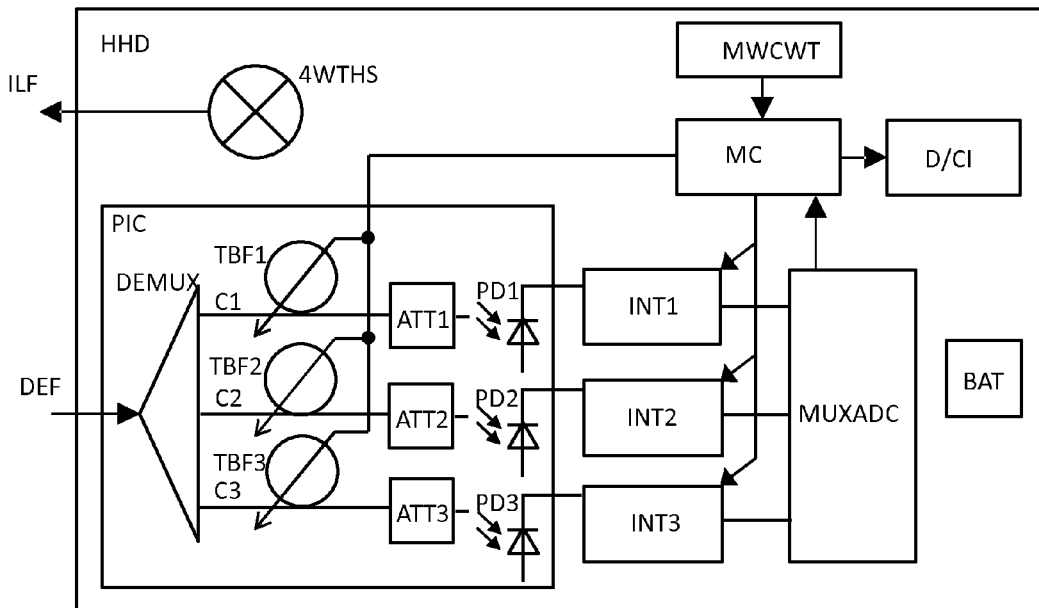 HHD
MWCWT
ILF
4WTHS
MC
D/CI
PIC
TBF1
DEMUX
C1
ATT1
PD1
INT1
TBF2
C2
ATT2
PD2
INT2
MUXADC
BAT
DEF
TBF3
C3
ATT3
PD3
INT3